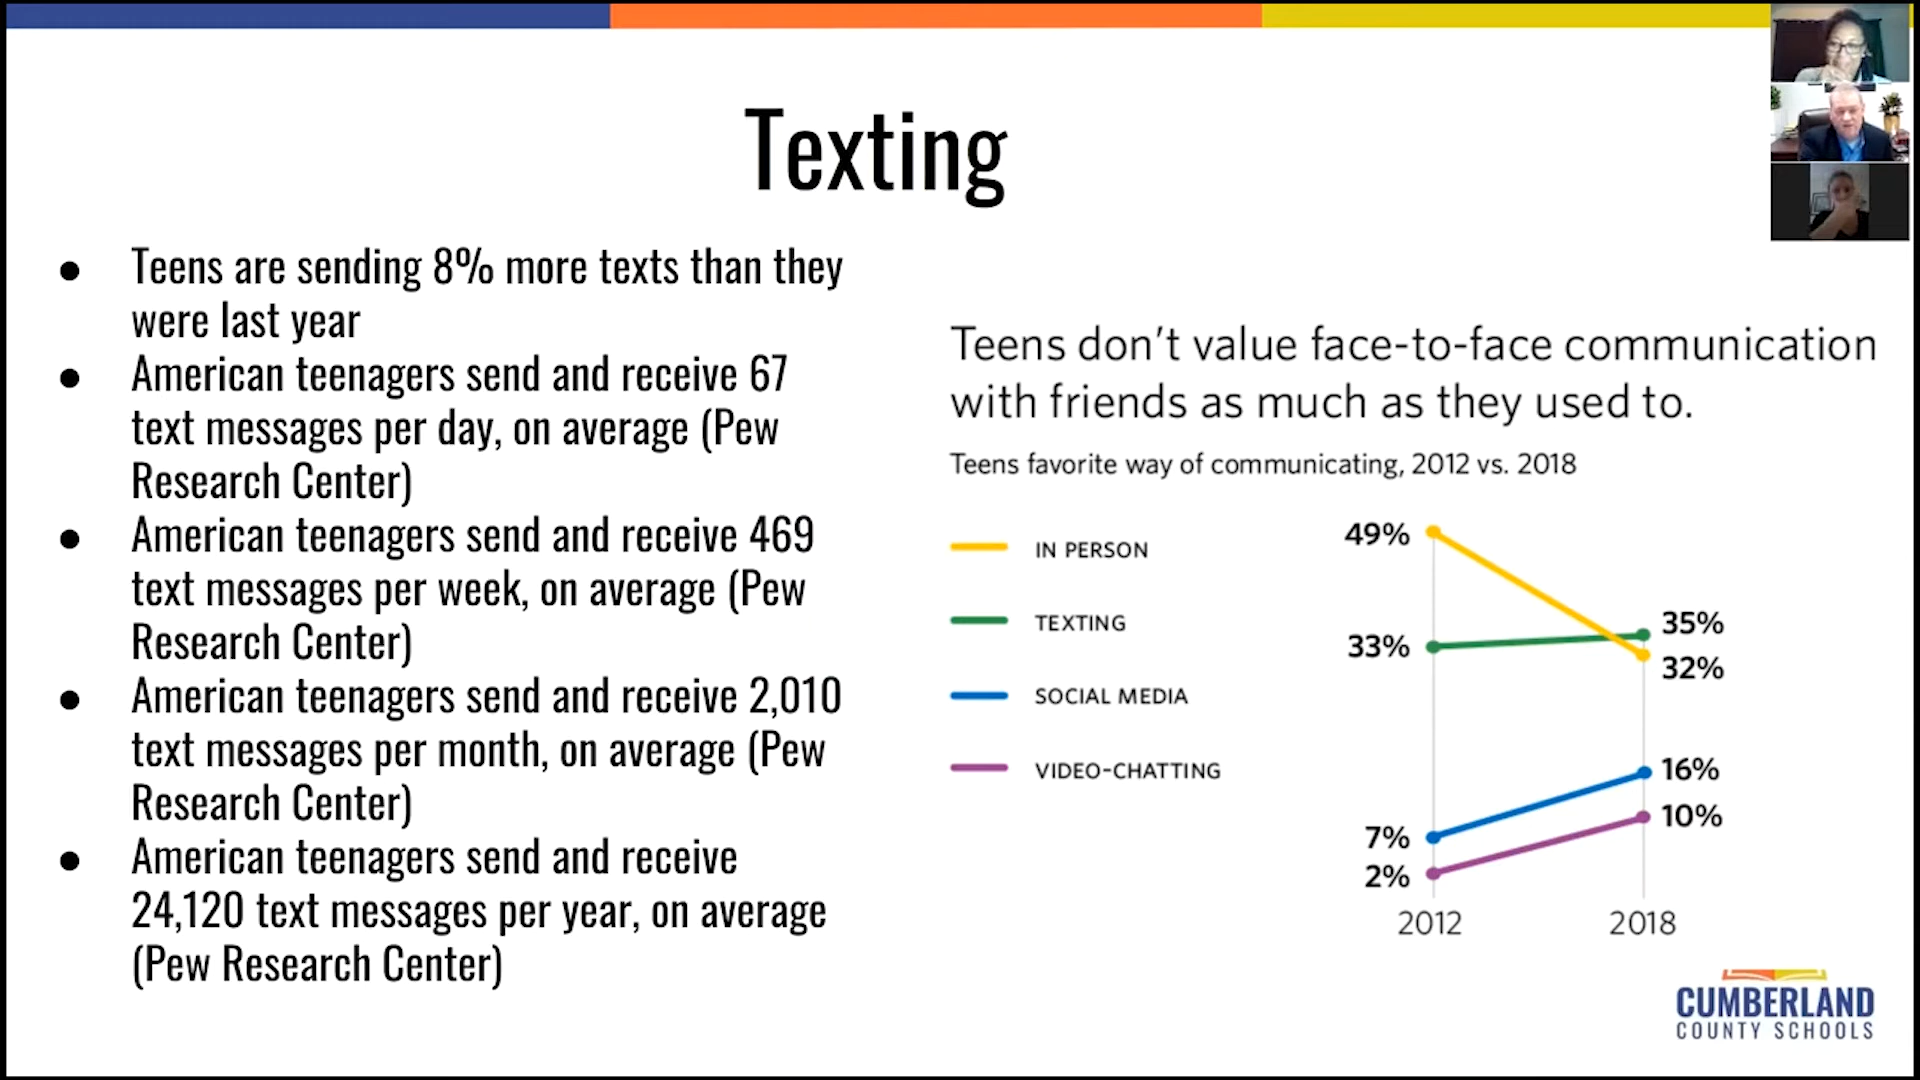 Texting
● Teens are sending 8% more texts than they
were last year
● American teenagers send and receive 67
text messages per day, on average (Pew
Research Center)
● American teenagers send and receive 469
text messages per week, on average (Pew
Research Center)
● American teenagers send and receive 2,010
text messages per month, on average (Pew
Research Center)
● American teenagers send and receive
24,120 text messages per year, on average
(Pew Research Center)
Teens don't value face-to-face communication
with friends as much as they used to.
Teens favorite way of communicating, 2012 vs. 2018
IN PERSON
TEXTING
SOCIAL MEDIA
VIDEO-CHATTING
49%
33%
7%
2%
35%
32%
16%
10%
2012
2018
CUMBERLAND
COUNTY SCHOOLS